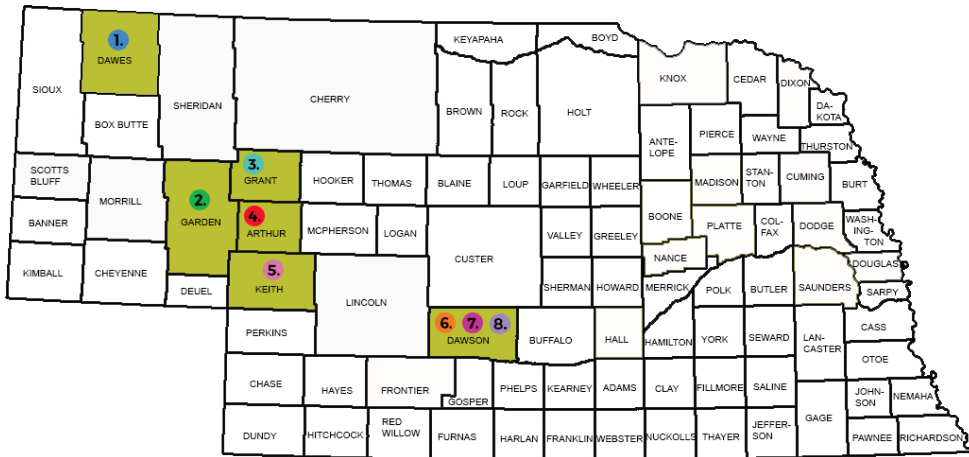 KEYAPAHA
BOYD
1.
DAWES
SIOUX
SHERIDAN
CHERRY
BROWN
ROCK
HOLT
KNOX
CEDAR
DIXON
DA-
KOTA
BOX BUTTE
ANTE-
LOPE
PIERCE
WAYNE
THURSTON
SCOTTS
BLUFF
MORRILL
2.
GARDEN
3.
GRANT
HOOKER
THOMAS
BLAINE
LOUP
GARFIELD
WHEELER
MADISON
STAN-
TON
CUMING
BURT
BANNER
4.
ARTHUR
MCPHERSON
LOGAN
CUSTER
VALLEY
GREELEY
BOONE
PLATTE
COL-
FAX
DODGE
WASH-
ING-
TON
KIMBALL
CHEYENNE
DEUEL
5.
KEITH
LINCOLN
SHERMAN
HOWARD
NANCE
MERRICK
POLK
BUTLER
SAUNDERS
DOUGLAS
SARPY
PERKINS
6.
7.
8.
DAWSON
BUFFALO
HALL
HAMILTON
YORK
SEWARD
LAN-
CASTER
CASS
OTOE
CHASE
HAYES
FRONTIER
GOSPER
PHELPS
KEARNEY
ADAMS
CLAY
FILLMORE
SALINE
GAGE
JOHN-
SON
NEMAHA
DUNDY
HITCHCOCK
RED
WILLOW
FURNAS
HARLAN
FRANKLIN
WEBSTER
NUCKOLLS
THAYER
JEFFER-
SON
PAWNEE
RICHARDSON